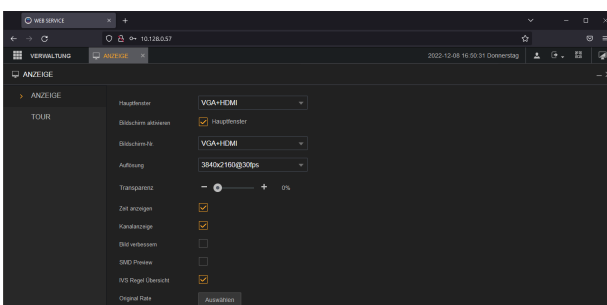 WEB SERVICE
10.128.0.57
VERWALTUNG ANZEIGE 2022-12-08 16:50:31 Donnerstag
ANZEIGE
ANZEIGE
TOUR
Hauptfenster VGA+HDMI
Bildschirm aktivieren Hauptfenster
Bildschirm-Nr. VGA+HDMI
Auflösung 3840x2160@30fps
Transparenz 0%
Zeit anzeigen
Kanalanzeige
Bild verbessern
SMD Preview
IVS Regel Übersicht
Original Rate Auswählen